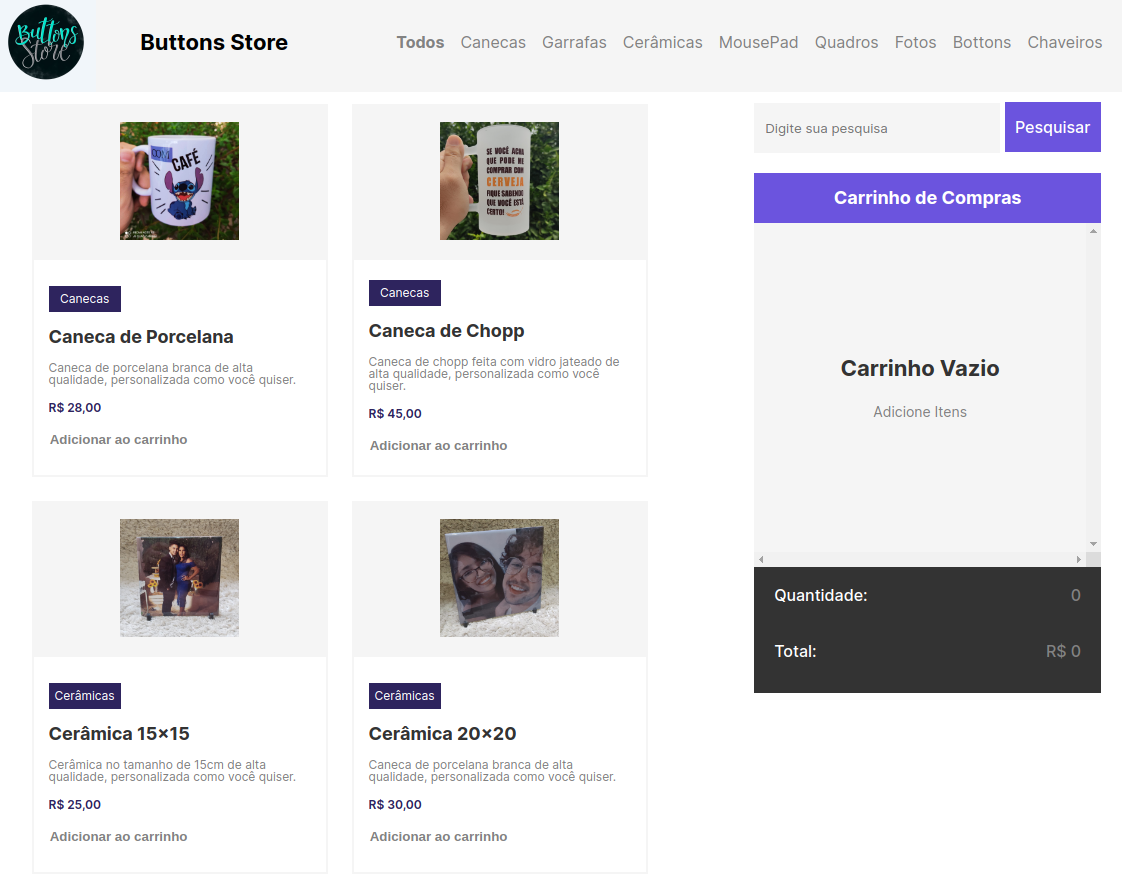 Buttons
Store
Buttons Store
Todos Canecas Garrafas Cerâmicas MousePad Quadros Fotos Bottons Chaveiros
CAFÉ
SE VOCÊ ACHA
QUE PODE ME
COMPRAR COM
CERVEJA
FIQUE SABENDO
QUE VOCÊ ESTÁ
CERTO!
Canecas
Caneca de Porcelana
Caneca de porcelana branca de alta
qualidade, personalizada como você quiser.
R$ 28,00
Adicionar ao carrinho
Canecas
Caneca de Chopp
Caneca de chopp feita com vidro jateado de
alta qualidade, personalizada como você
quiser.
R$ 45,00
Adicionar ao carrinho
Cerâmicas
Cerâmica 15x15
Cerâmica no tamanho de 15cm de alta
qualidade, personalizada como você quiser.
R$ 25,00
Adicionar ao carrinho
Cerâmicas
Cerâmica 20x20
Caneca de porcelana branca de alta
qualidade, personalizada como você quiser.
R$ 30,00
Adicionar ao carrinho
Digite sua pesquisa
Pesquisar
Carrinho de Compras
Carrinho Vazio
Adicione Itens
Quantidade: 0
Total: R$ 0